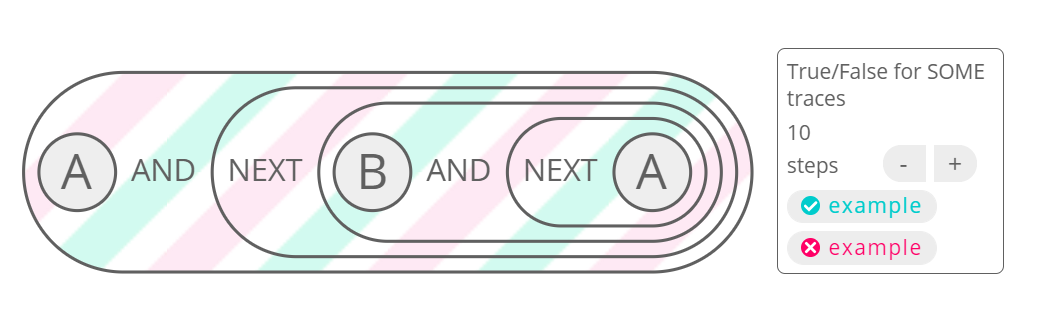 A AND NEXT B AND NEXT A
True/False for SOME
traces
10
steps - +
example
example